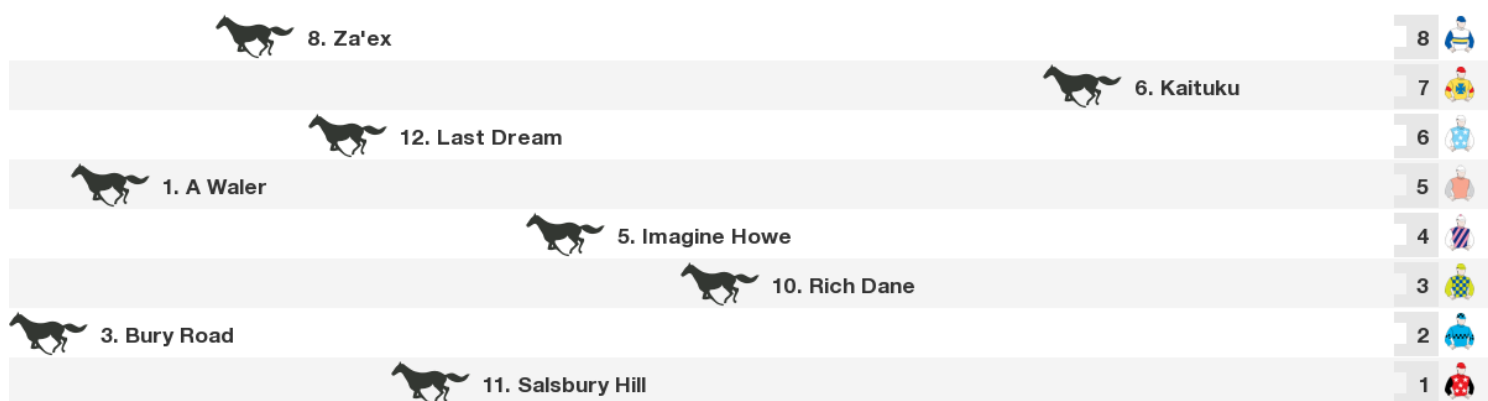 8. Za'ex 8
6. Kaituku 7
12. Last Dream 6
1. A Waler 5
5. Imagine Howe 4
10. Rich Dane 3
3. Bury Road 2
11. Salsbury Hill 1